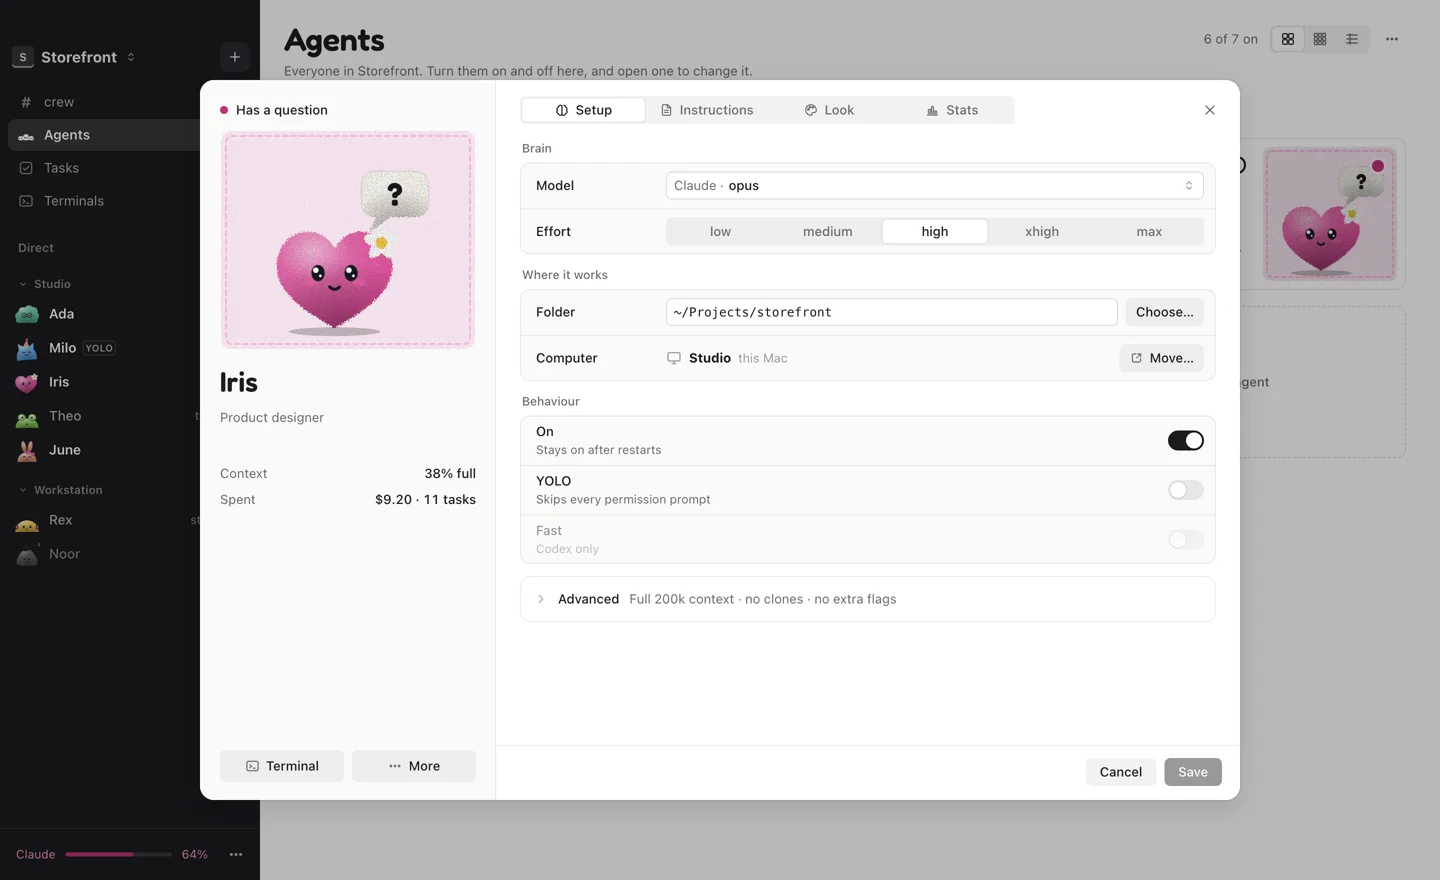 S Storefront
# crew
Agents
Tasks
Terminals
Direct
Studio
Ada
Milo YOLO
Iris
Theo
June
Workstation
Rex
Noor
Claude 64%
Agents
Everyone in Storefront. Turn them on and off here, and open one to change it.
6 of 7 on
?
Has a question
?
Iris
Product designer
Context 38% full
Spent $9.20 · 11 tasks
Terminal
More
Setup
Instructions
Look
Stats
Brain
Model Claude · opus
Effort low medium high xhigh max
Where it works
Folder ~/Projects/storefront Choose...
Computer Studio this Mac Move...
Behaviour
On
Stays on after restarts
YOLO
Skips every permission prompt
Fast
Codex only
Advanced Full 200k context · no clones · no extra flags
Cancel
Save